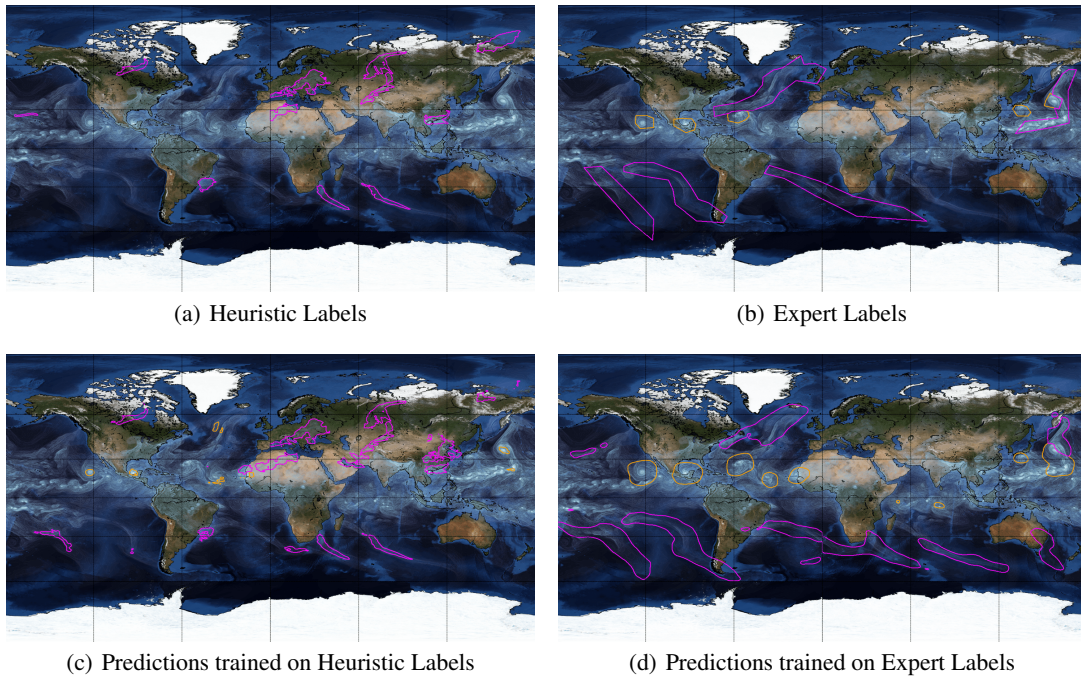 (a) Heuristic Labels
(b) Expert Labels
(c) Predictions trained on Heuristic Labels
(d) Predictions trained on Expert Labels